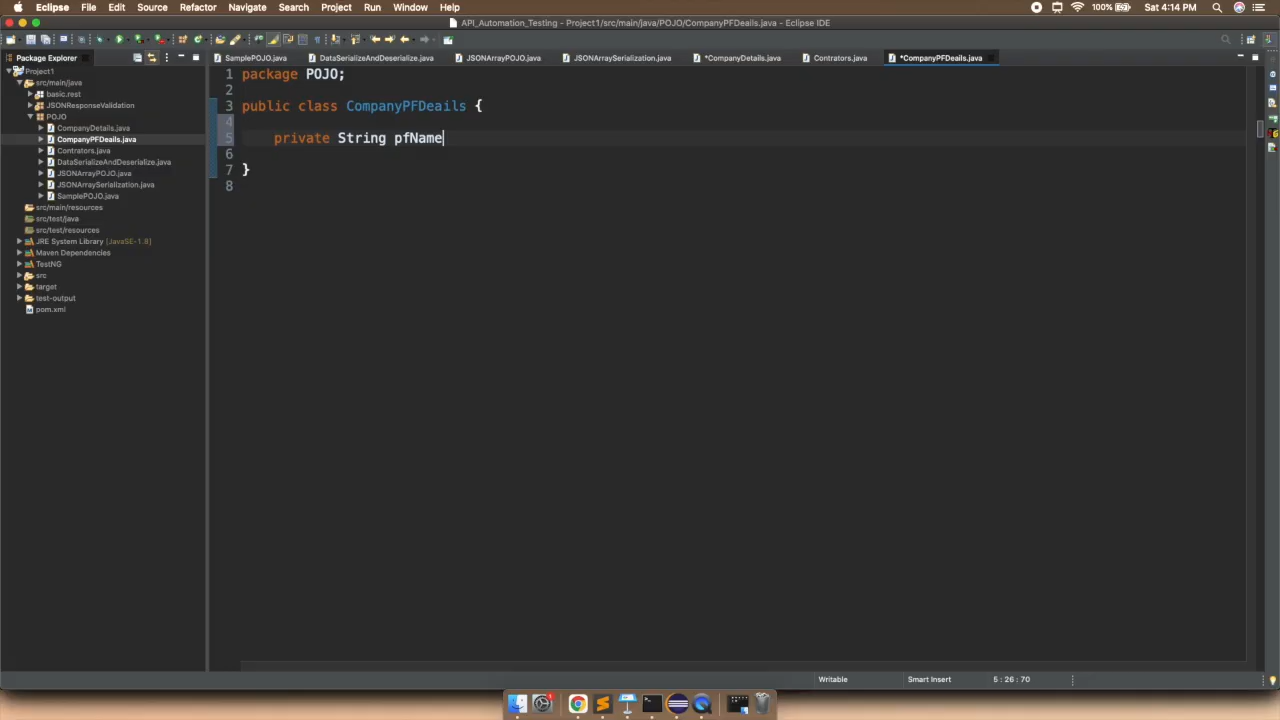 Eclipse File Edit Source Refactor Navigate Search Project Run Window Help 100% Sat 4:14 PM
API_Automation_Testing - Project1/src/main/java/POJO/CompanyPFDeails.java - Eclipse IDE
Package Explorer
SamplePOJO.java DataSerializeAndDeserialize.java JSONArrayPOJO.java JSONArraySerialization.java *CompanyDetails.java Contrators.java *CompanyPFDeails.java
Project1
src/main/java
basic.rest
JSONResponseValidation
POJO
CompanyDetails.java
CompanyPFDeails.java
Contrators.java
DataSerializeAndDeserialize.java
JSONArrayPOJO.java
JSONArraySerialization.java
SamplePOJO.java
src/main/resources
src/test/java
src/test/resources
JRE System Library [JavaSE-1.8]
Maven Dependencies
TestNG
src
target
test-output
pom.xml
1 package POJO;
2
3 public class CompanyPFDeails {
4
5 private String pfName
6
7 }
8
Writable Smart Insert 5 : 26 : 70